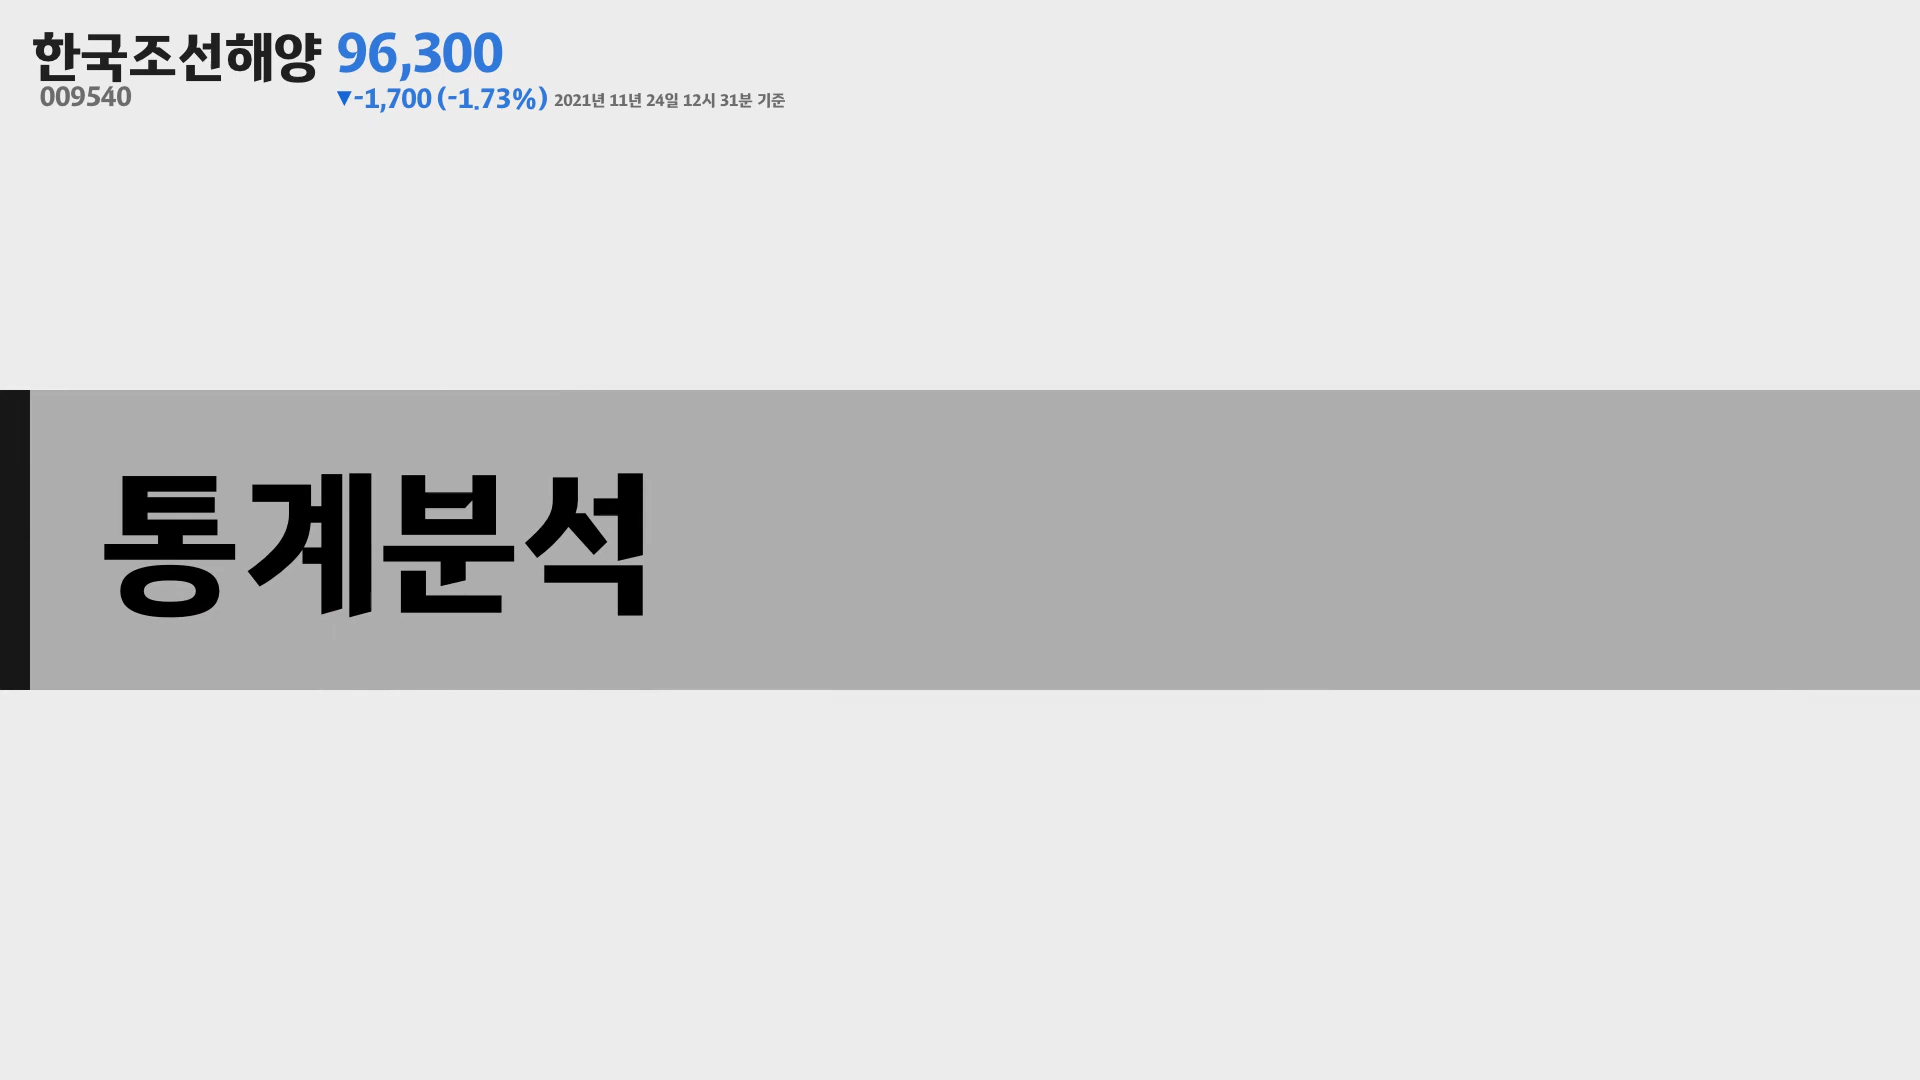 한국조선해양 96,300
009540 ▼-1,700 (-1.73%) 2021년 11년 24일 12시 31분 기준
통계분석